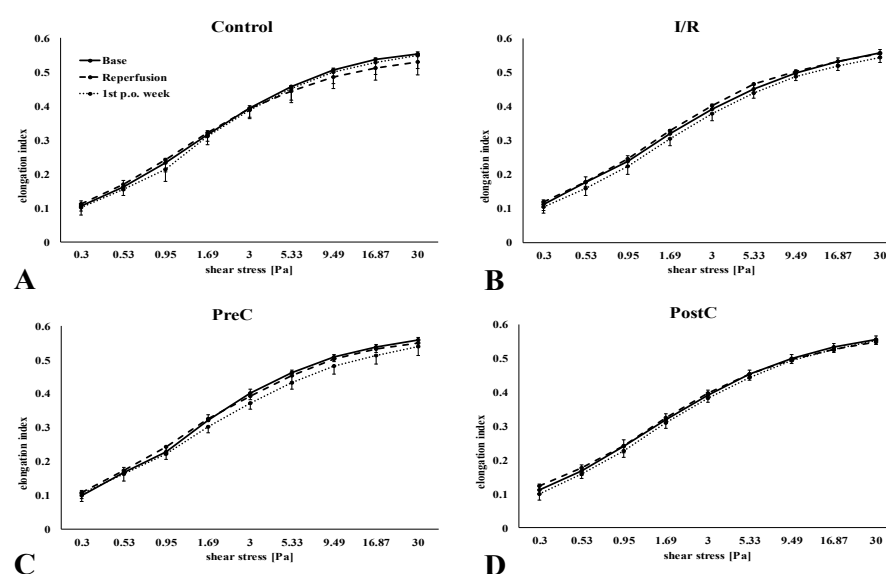 Control
0.6
0.5
0.4
0.3
0.2
0.1
0
elongation index
Base
Reperfusion
1st p.o. week
0.3 0.53 0.95 1.69 3 5.33 9.49 16.87 30
shear stress [Pa]
A
I/R
0.6
0.5
0.4
0.3
0.2
0.1
0
elongation index
0.3 0.53 0.95 1.69 3 5.33 9.49 16.87 30
shear stress [Pa]
B
PreC
0.6
0.5
0.4
0.3
0.2
0.1
0
elongation index
0.3 0.53 0.95 1.69 3 5.33 9.49 16.87 30
shear stress [Pa]
C
PostC
0.6
0.5
0.4
0.3
0.2
0.1
0
elongation index
0.3 0.53 0.95 1.69 3 5.33 9.49 16.87 30
shear stress [Pa]
D